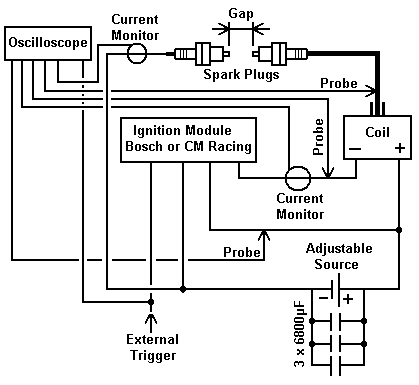 Current
Monitor
Gap
Oscilloscope
Spark Plugs
Probe
Ignition Module
Bosch or CM Racing
Probe
Coil
− +
Current
Monitor
Probe
Adjustable
Source
− +
3 x 6800µF
External
Trigger